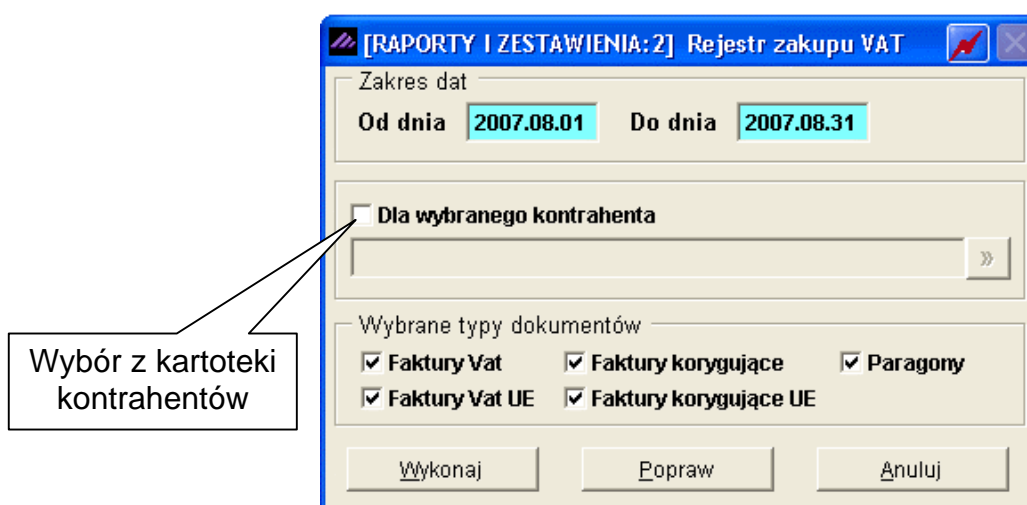 [RAPORTY I ZESTAWIENIA:2] Rejestr zakupu VAT
Zakres dat
Od dnia 2007.08.01 Do dnia 2007.08.31
Dla wybranego kontrahenta
»
Wybrane typy dokumentów
Faktury Vat Faktury korygujące Paragony
Faktury Vat UE Faktury korygujące UE
Wykonaj Popraw Anuluj
Wybór z kartoteki
kontrahentów